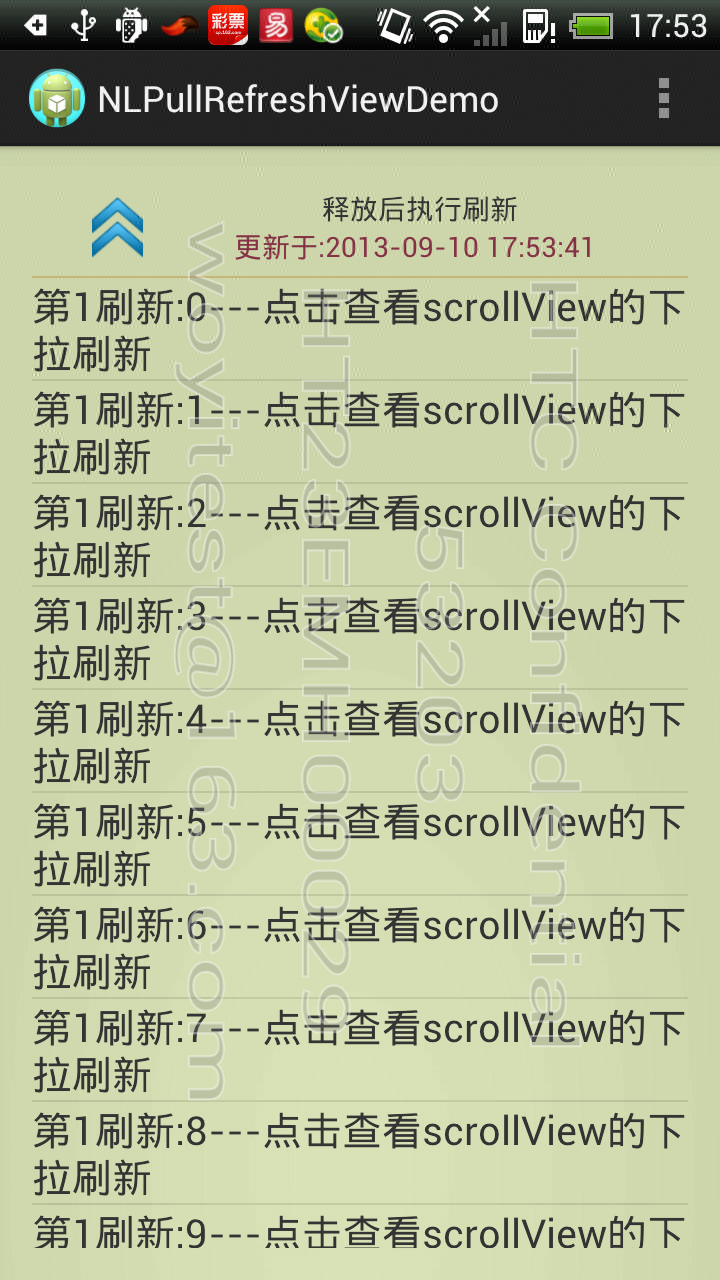 彩票
易
17:53
NLPullRefreshViewDemo
释放后执行刷新
更新于:2013-09-10 17:53:41
第1刷新:0---点击查看scrollView的下
拉刷新
第1刷新:1---点击查看scrollView的下
拉刷新
第1刷新:2---点击查看scrollView的下
拉刷新
第1刷新:3---点击查看scrollView的下
拉刷新
第1刷新:4---点击查看scrollView的下
拉刷新
第1刷新:5---点击查看scrollView的下
拉刷新
第1刷新:6---点击查看scrollView的下
拉刷新
第1刷新:7---点击查看scrollView的下
拉刷新
第1刷新:8---点击查看scrollView的下
拉刷新
第1刷新:9---点击查看scrollView的下
HTC Confidential
53203
HT23EMH00029
woyitest@163.com